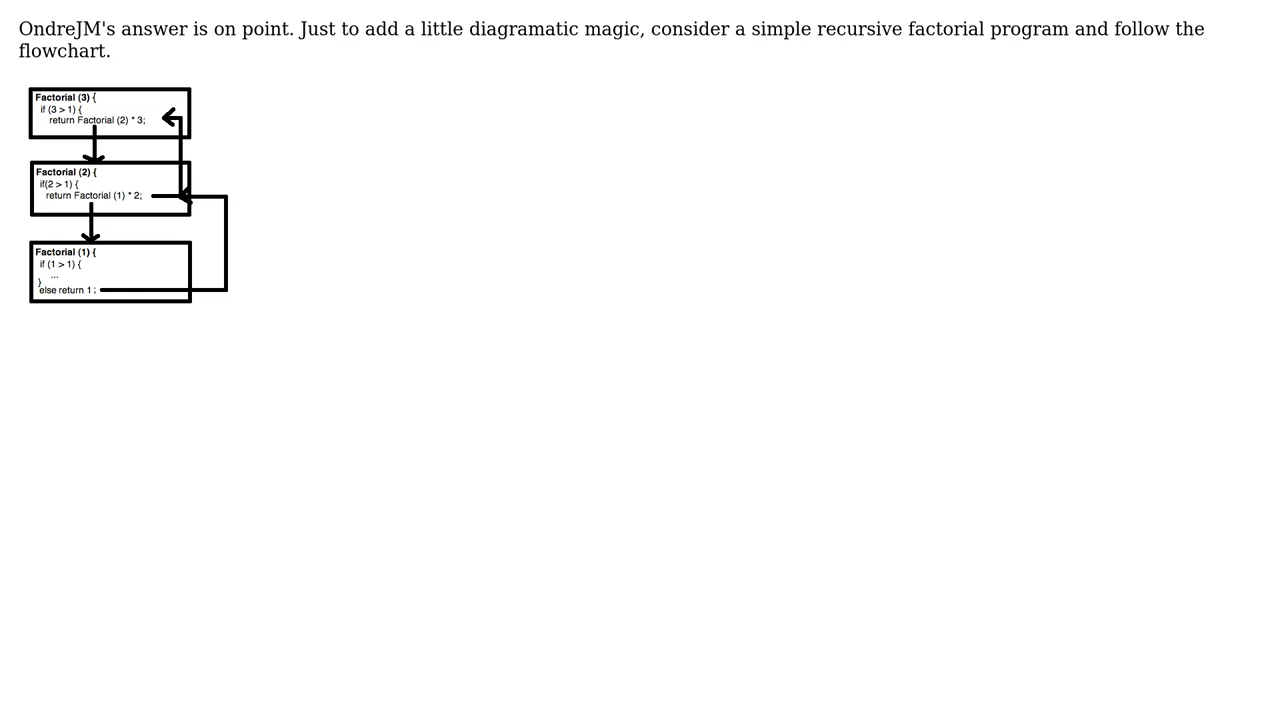 OndreJM's answer is on point. Just to add a little diagramatic magic, consider a simple recursive factorial program and follow the
flowchart.
Factorial (3) {
if (3 > 1) {
return Factorial (2) * 3;
Factorial (2) {
if(2 > 1) {
return Factorial (1) * 2;
Factorial (1) {
if (1 > 1) {
...
}
else return 1 ;